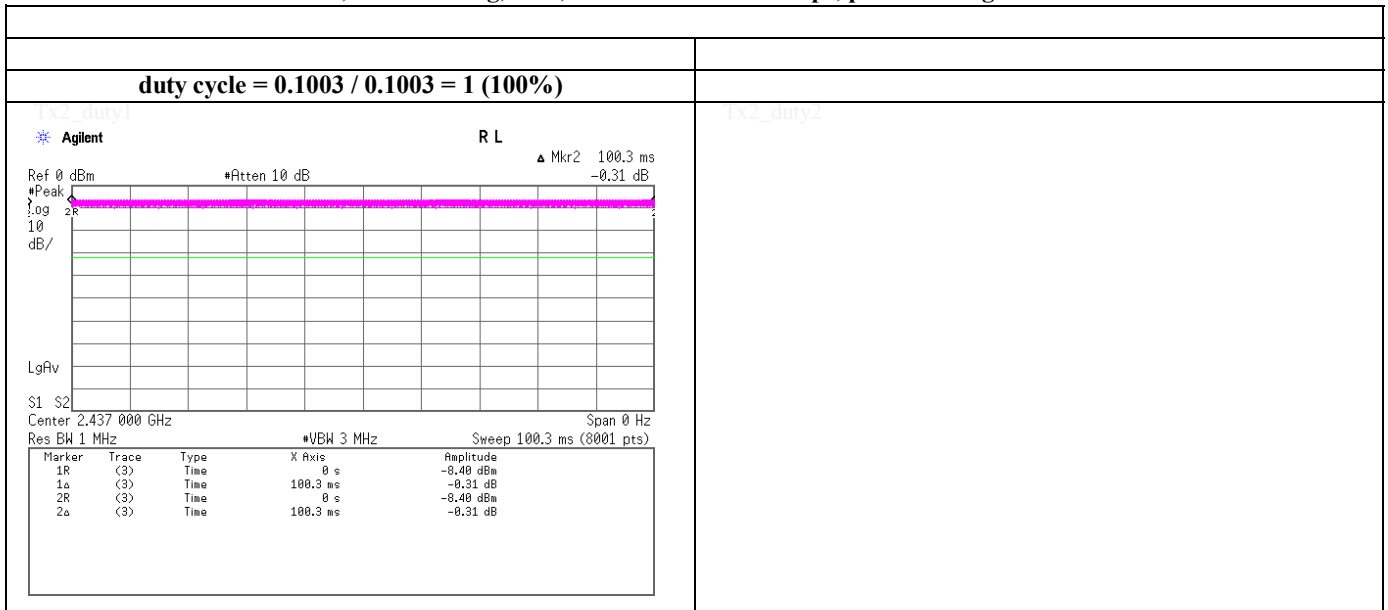 duty cycle = 0.1003 / 0.1003 = 1 (100%)
Tx2_duty1
Tx2_duty2
Agilent
R L
Δ Mkr2 100.3 ms
Ref 0 dBm #Atten 10 dB -0.31 dB
#Peak
Log
10
dB/
2R
LgAv
S1 S2
Center 2.437 000 GHz Span 0 Hz
Res BW 1 MHz #VBW 3 MHz Sweep 100.3 ms (8001 pts)
Marker Trace Type X Axis Amplitude
1R (3) Time 0 s -8.40 dBm
1Δ (3) Time 100.3 ms -0.31 dB
2R (3) Time 0 s -8.40 dBm
2Δ (3) Time 100.3 ms -0.31 dB